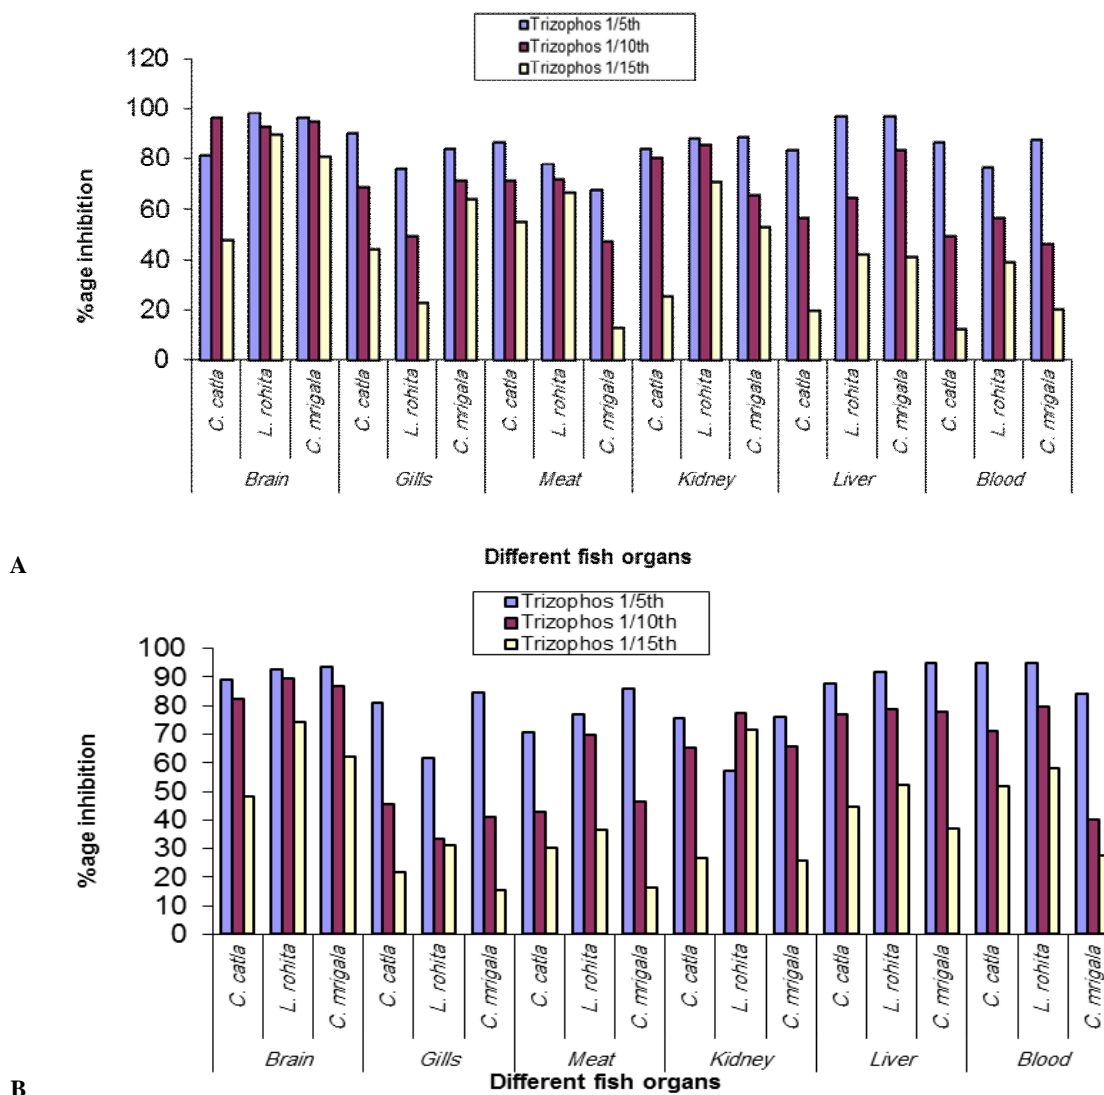 Trizophos 1/5th
Trizophos 1/10th
Trizophos 1/15th
120
100
80
60
40
20
0
%age inhibition
C. catla L. rohita C. mrigala C. catla L. rohita C. mrigala C. catla L. rohita C. mrigala C. catla L. rohita C. mrigala C. catla L. rohita C. mrigala C. catla L. rohita C. mrigala
Brain Gills Meat Kidney Liver Blood
Different fish organs
A
Trizophos 1/5th
Trizophos 1/10th
Trizophos 1/15th
100
90
80
70
60
50
40
30
20
10
0
%age inhibition
C. catla L. rohita C. mrigala C. catla L. rohita C. mrigala C. catla L. rohita C. mrigala C. catla L. rohita C. mrigala C. catla L. rohita C. mrigala C. catla L. rohita C. mrigala
Brain Gills Meat Kidney Liver Blood
Different fish organs
B